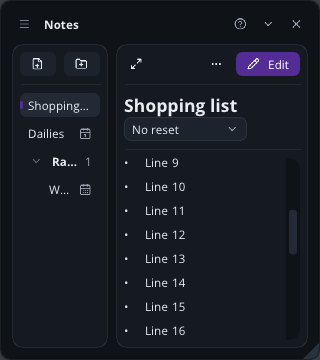 Notes
Edit
Shopping...
Dailies
Ra... 1
W...
Shopping list
No reset
• Line 9
• Line 10
• Line 11
• Line 12
• Line 13
• Line 14
• Line 15
• Line 16